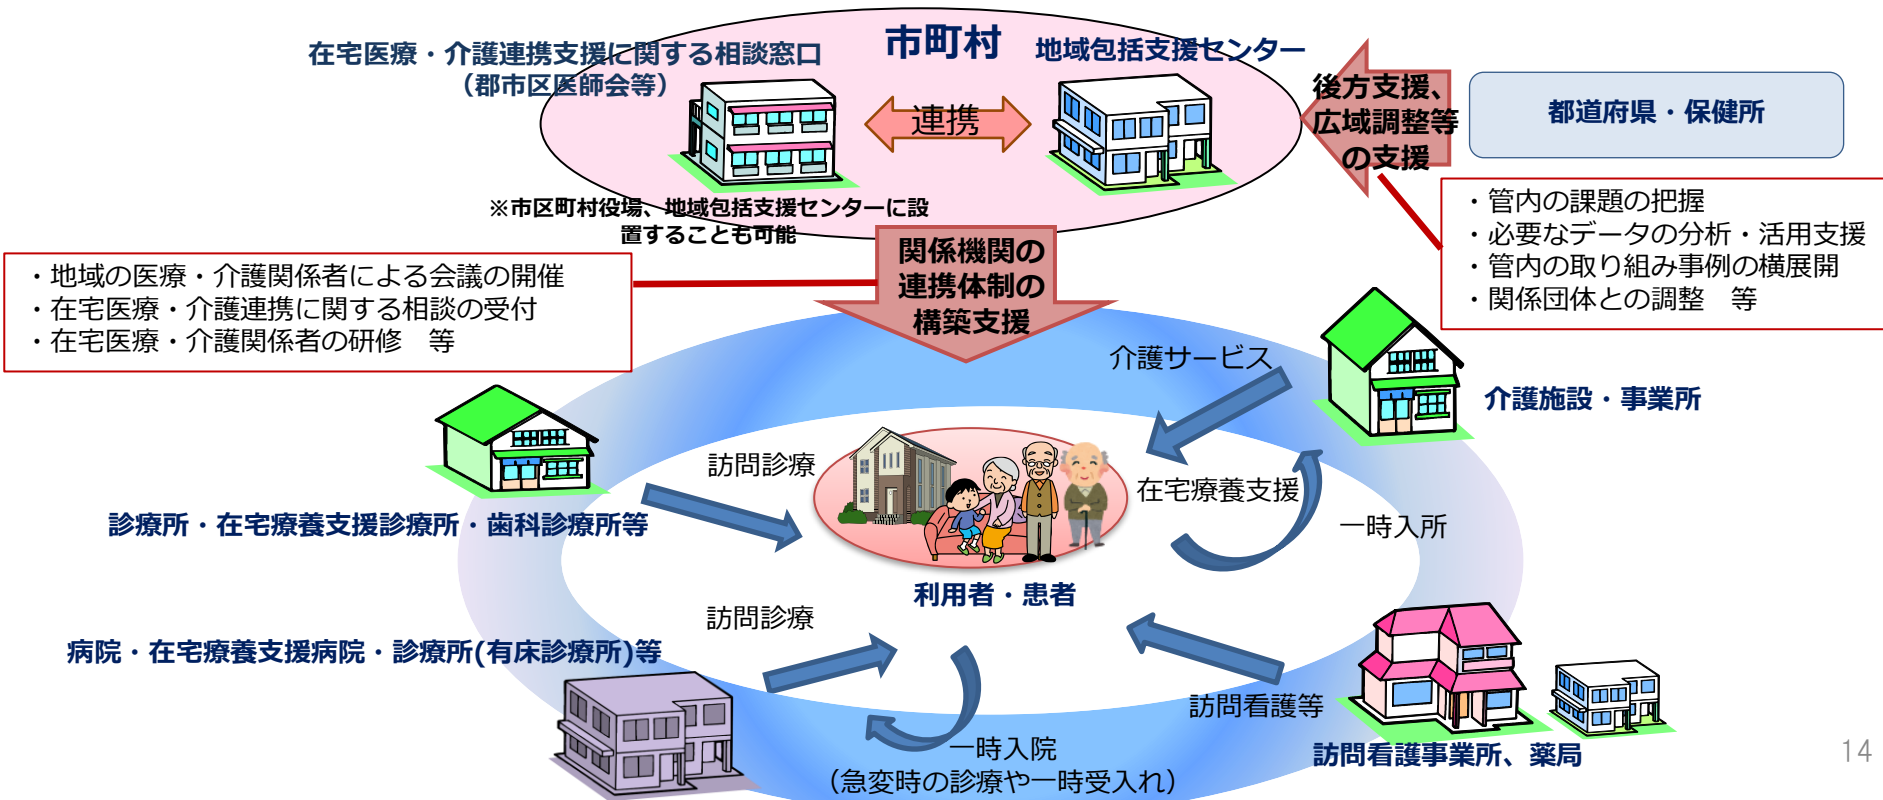 市町村
在宅医療・介護連携支援に関する相談窓口
（郡市区医師会等）
地域包括支援センター
連携
※市区町村役場、地域包括支援センターに設
置することも可能
後方支援、
広域調整等
の支援
都道府県・保健所
・管内の課題の把握
・必要なデータの分析・活用支援
・管内の取り組み事例の横展開
・関係団体との調整　等
関係機関の
連携体制の
構築支援
・地域の医療・介護関係者による会議の開催
・在宅医療・介護連携に関する相談の受付
・在宅医療・介護関係者の研修　等
介護サービス
介護施設・事業所
訪問診療
在宅療養支援
一時入所
診療所・在宅療養支援診療所・歯科診療所等
利用者・患者
訪問診療
病院・在宅療養支援病院・診療所(有床診療所)等
訪問看護等
一時入院
（急変時の診療や一時受入れ）
訪問看護事業所、薬局
14